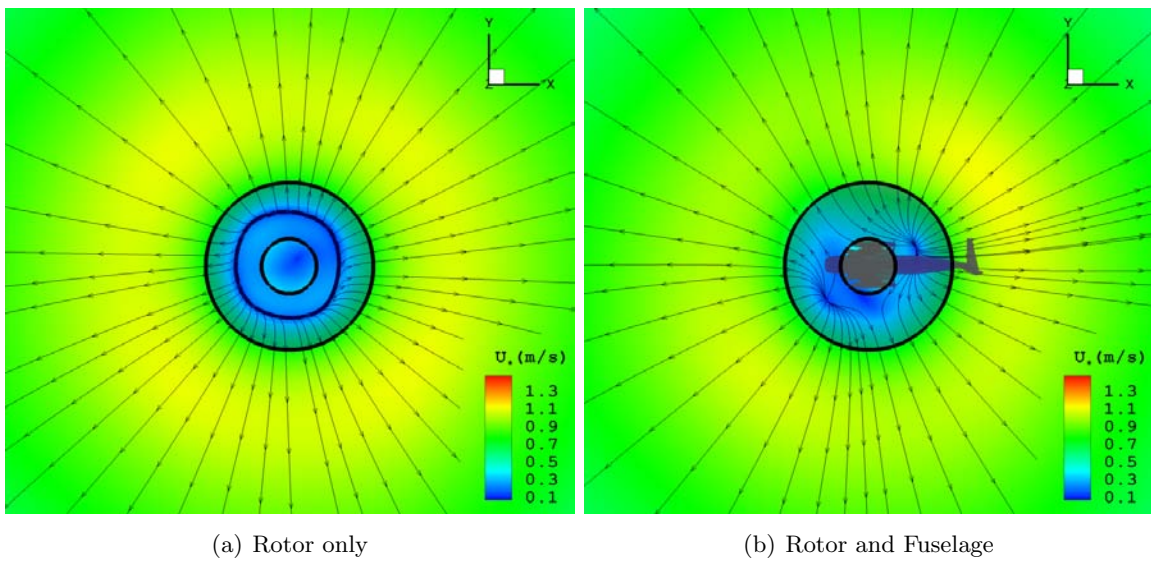 Y
Z X
U*(m/s)
1.3
1.1
0.9
0.7
0.5
0.3
0.1
(a) Rotor only
Y
Z X
U*(m/s)
1.3
1.1
0.9
0.7
0.5
0.3
0.1
(b) Rotor and Fuselage